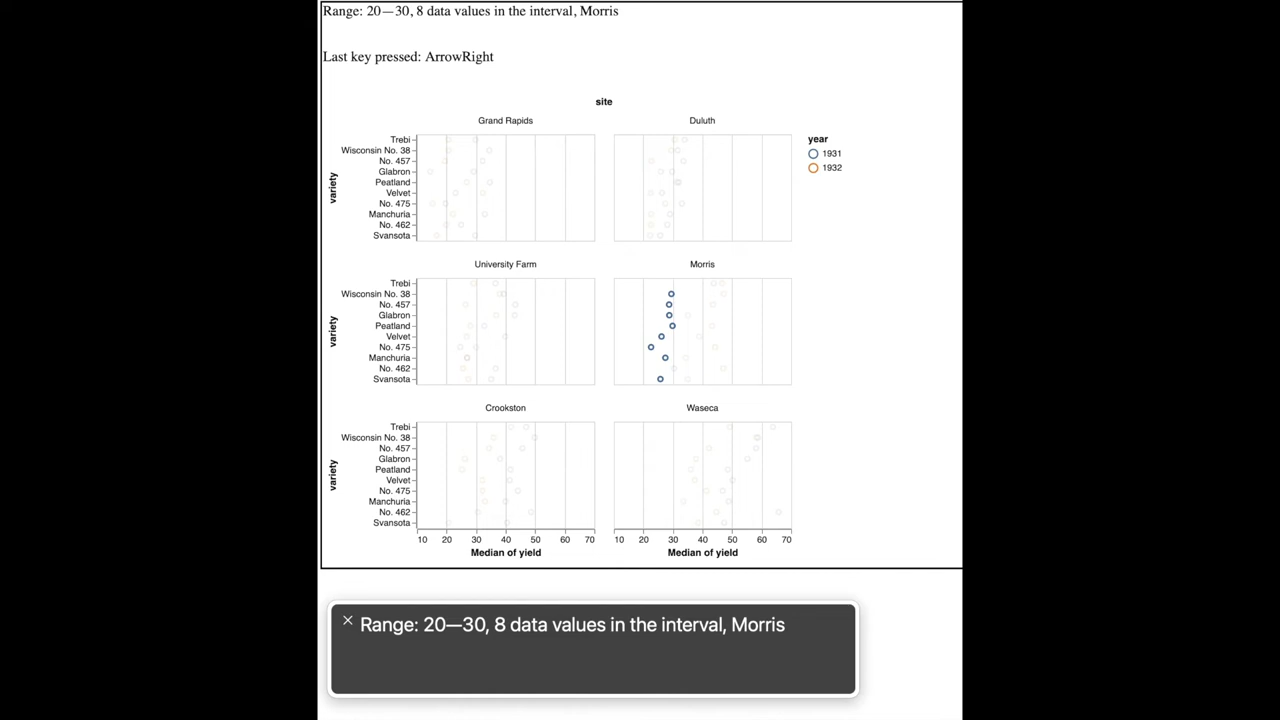 Range: 20—30, 8 data values in the interval, Morris
Last key pressed: ArrowRight
site
Grand Rapids
Duluth
variety
Trebi
Wisconsin No. 38
No. 457
Glabron
Peatland
Velvet
No. 475
Manchuria
No. 462
Svansota
year
1931
1932
University Farm
Morris
variety
Trebi
Wisconsin No. 38
No. 457
Glabron
Peatland
Velvet
No. 475
Manchuria
No. 462
Svansota
Crookston
Waseca
variety
Trebi
Wisconsin No. 38
No. 457
Glabron
Peatland
Velvet
No. 475
Manchuria
No. 462
Svansota
10 20 30 40 50 60 70
10 20 30 40 50 60 70
Median of yield
Median of yield
× Range: 20—30, 8 data values in the interval, Morris